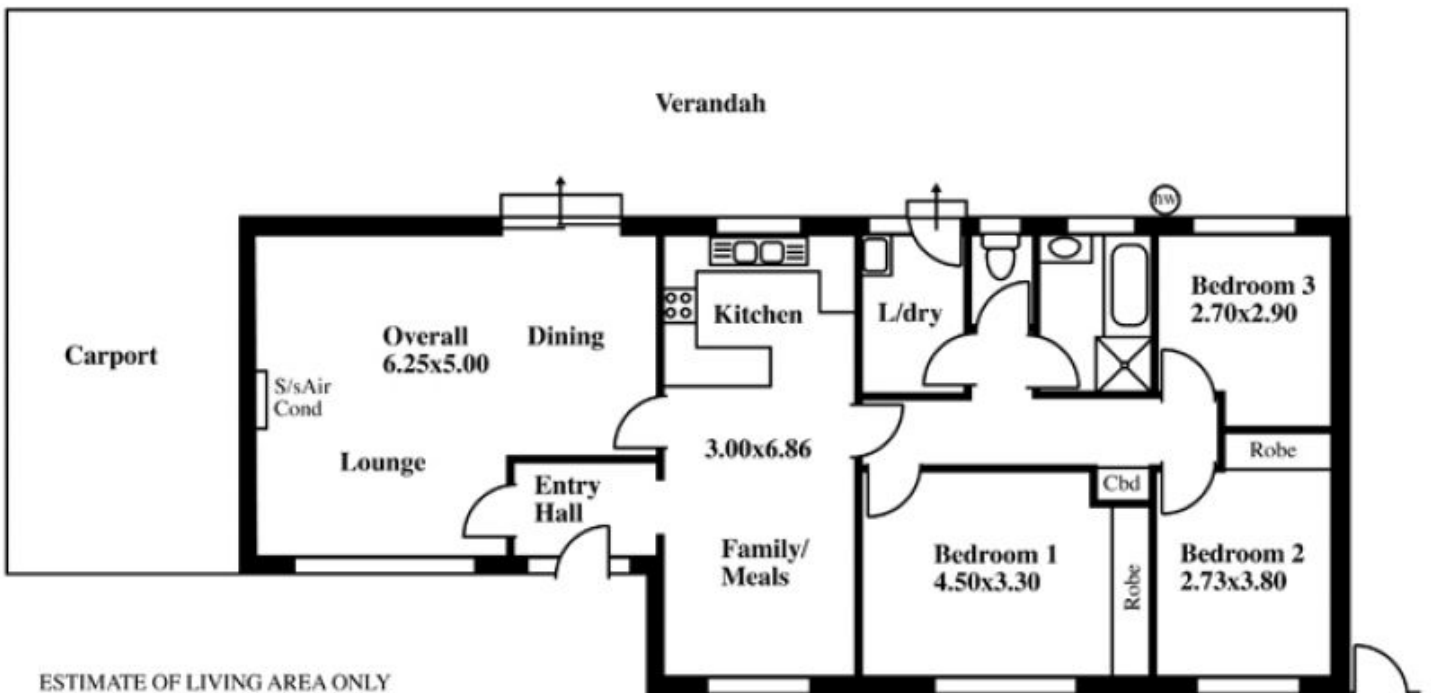 Verandah
hw
Carport
Overall
6.25x5.00
Dining
S/sAir
Cond
Lounge
Entry
Hall
Kitchen
3.00x6.86
Family/
Meals
L/dry
Bedroom 3
2.70x2.90
Robe
Cbd
Bedroom 1
4.50x3.30
Robe
Bedroom 2
2.73x3.80
ESTIMATE OF LIVING AREA ONLY